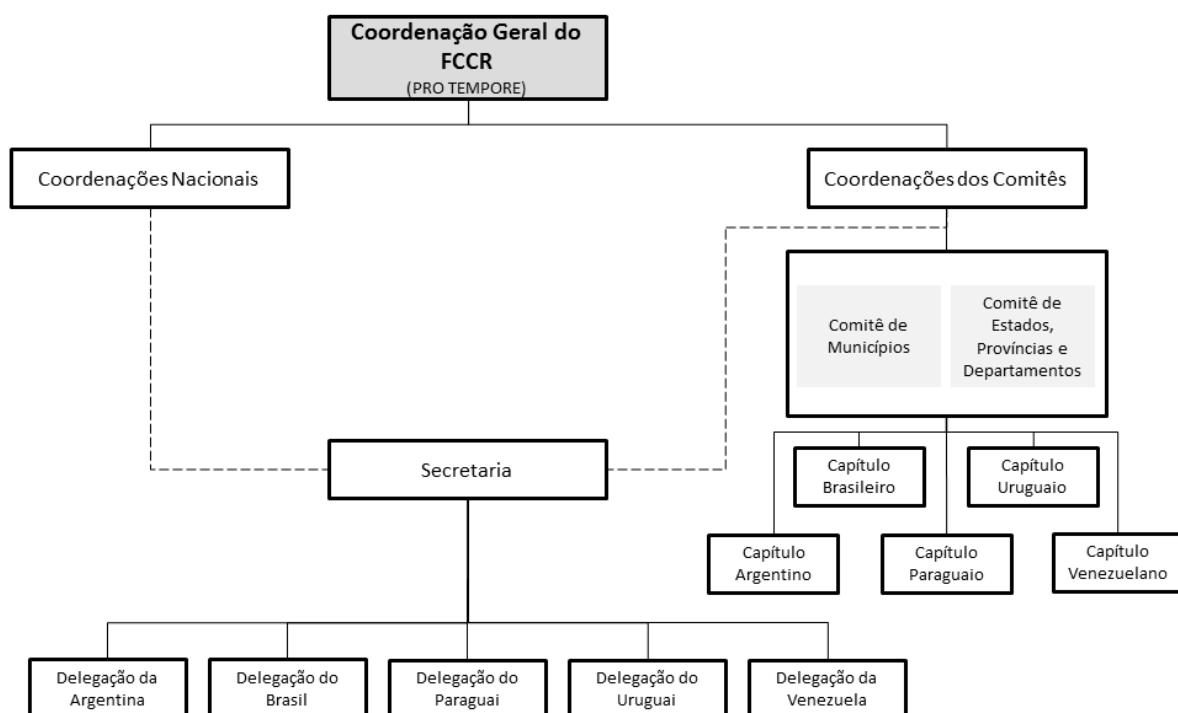 Coordenação Geral do
FCCR
(PRO TEMPORE)
Coordenações Nacionais
Coordenações dos Comitês
Comitê de
Municípios
Comitê de
Estados,
Províncias e
Departamentos
Secretaria
Capítulo
Brasileiro
Capítulo
Uruguaio
Capítulo
Argentino
Capítulo
Paraguaio
Capítulo
Venezuelano
Delegação da
Argentina
Delegação do
Brasil
Delegação do
Paraguai
Delegação do
Uruguai
Delegação da
Venezuela